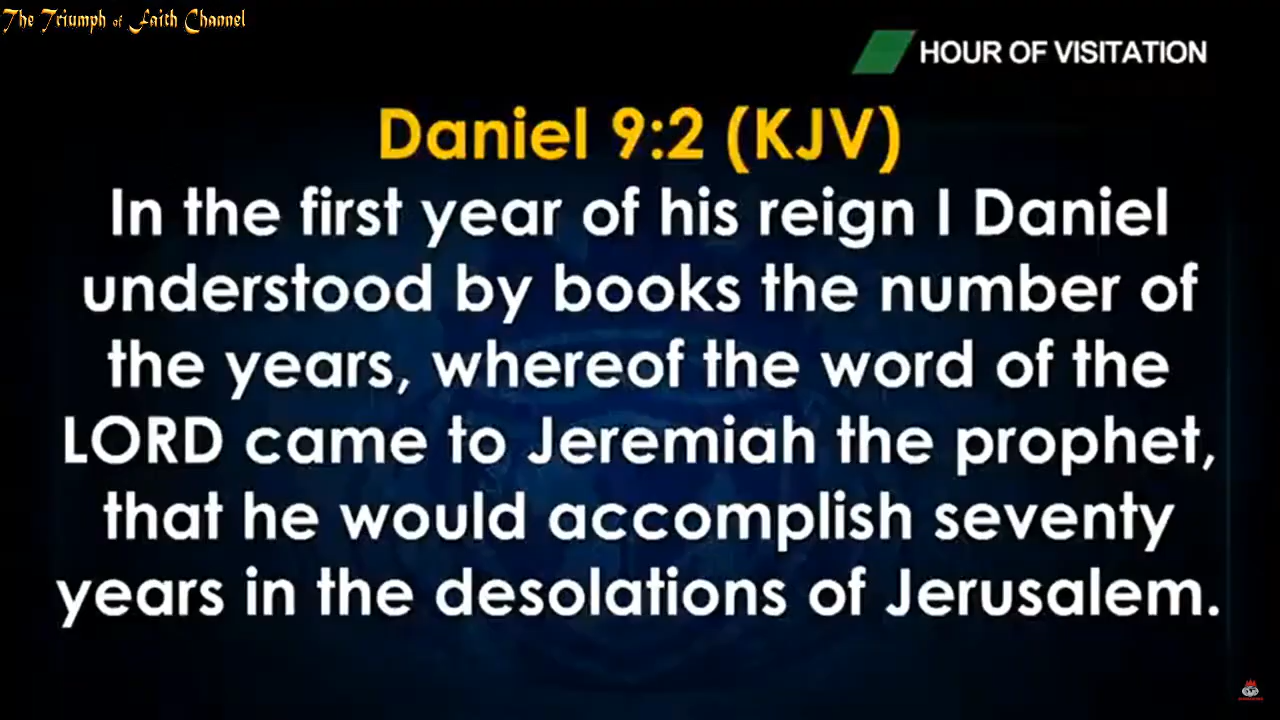 The Triumph of Faith Channel
HOUR OF VISITATION
Daniel 9:2 (KJV)
In the first year of his reign I Daniel
understood by books the number of
the years, whereof the word of the
LORD came to Jeremiah the prophet,
that he would accomplish seventy
years in the desolations of Jerusalem.